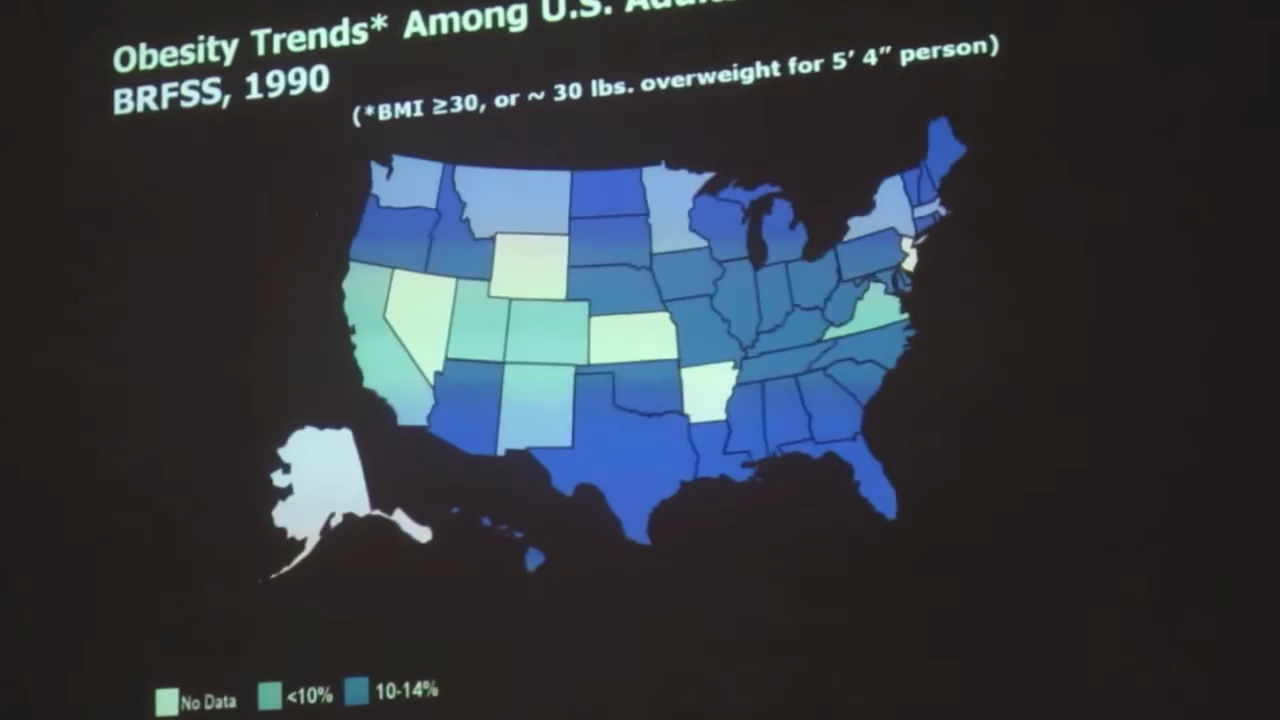 Obesity Trends* Among U.S.
BRFSS, 1990
(*BMI ≥30, or ~ 30 lbs. overweight for 5’ 4” person)
No Data <10% 10-14%